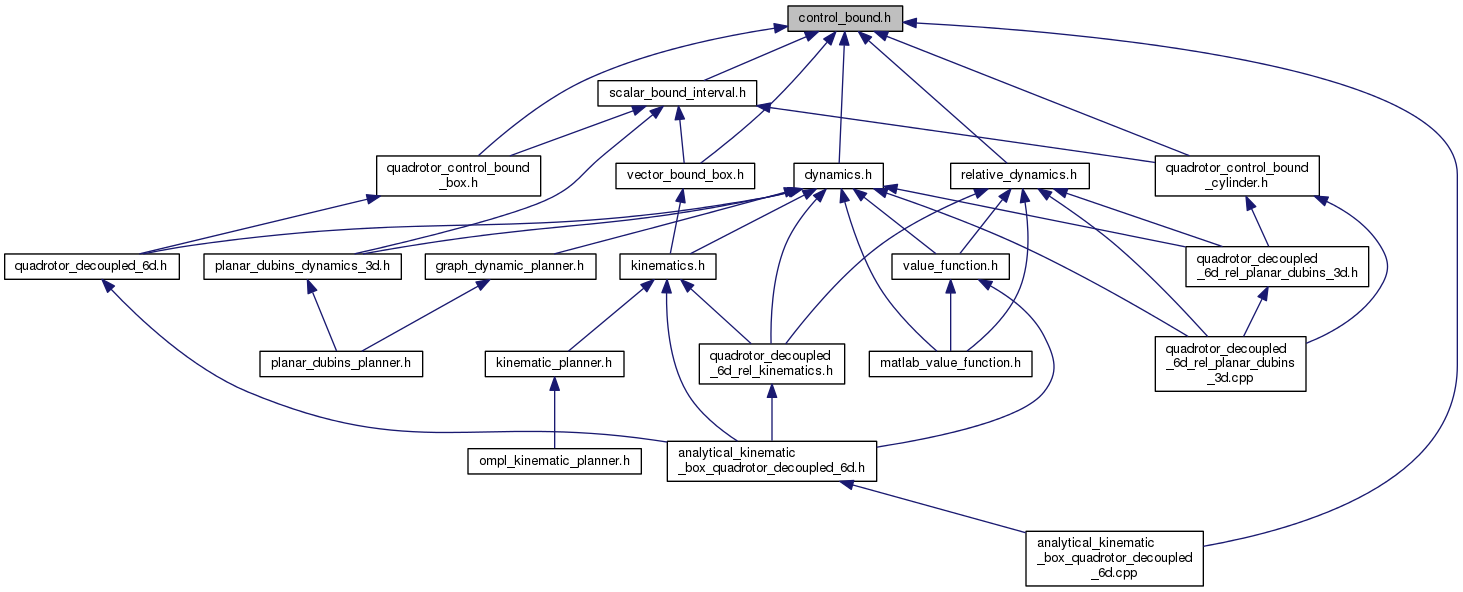 control_bound.h
scalar_bound_interval.h
quadrotor_control_bound
_box.h
vector_bound_box.h
dynamics.h
relative_dynamics.h
quadrotor_control_bound
_cylinder.h
quadrotor_decoupled_6d.h
planar_dubins_dynamics_3d.h
graph_dynamic_planner.h
kinematics.h
value_function.h
quadrotor_decoupled
_6d_rel_planar_dubins_3d.h
planar_dubins_planner.h
kinematic_planner.h
quadrotor_decoupled
_6d_rel_kinematics.h
matlab_value_function.h
quadrotor_decoupled
_6d_rel_planar_dubins
_3d.cpp
ompl_kinematic_planner.h
analytical_kinematic
_box_quadrotor_decoupled_6d.h
analytical_kinematic
_box_quadrotor_decoupled
_6d.cpp